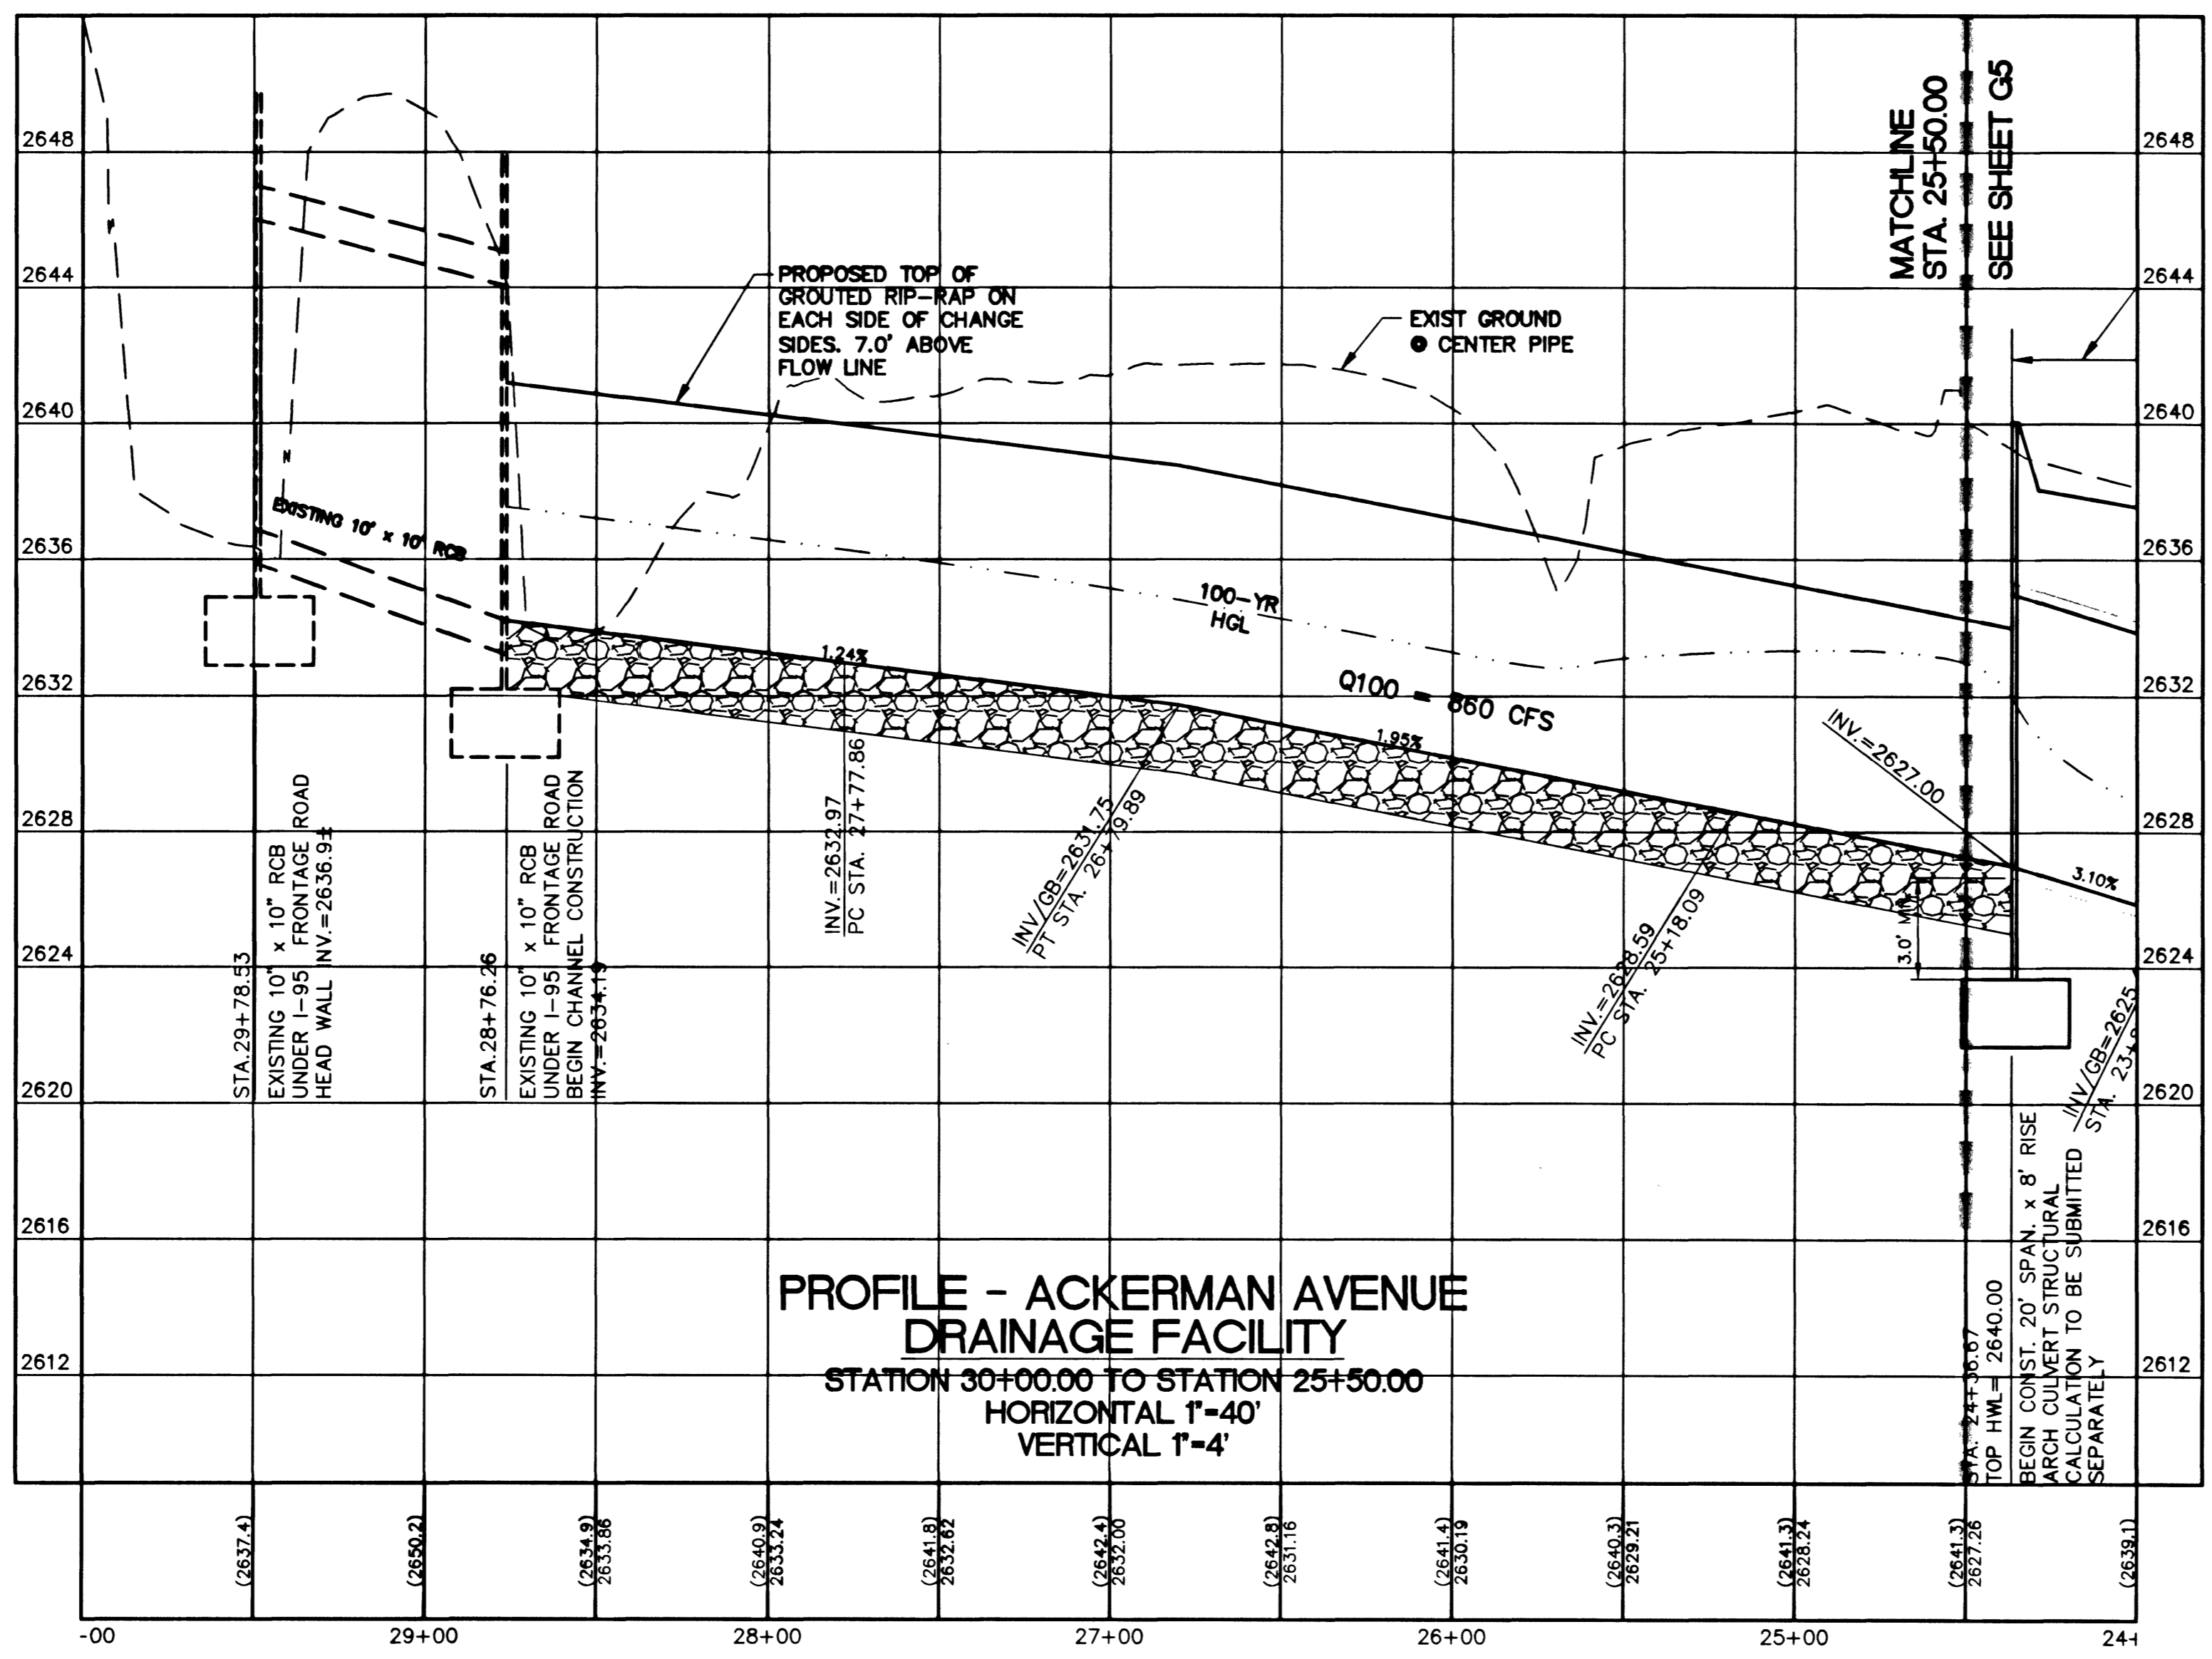 MATCHLINE
STA. 25+50.00
SEE SHEET G5
2648
2648
2644
2644
2640
2640
2636
2636
2632
2632
2628
2628
2624
2624
2620
2620
2616
2616
2612
2612
PROPOSED TOP OF
GROUTED RIP-RAP ON
EACH SIDE OF CHANGE
SIDES. 7.0' ABOVE
FLOW LINE
EXIST GROUND
@ CENTER PIPE
EXISTING 10' x 10' RCB
100-YR
HGL
Q100 = 860 CFS
1.24%
1.95%
3.10%
INV.=2627.00
3.0'
STA.29+78.53
EXISTING 10" x 10" RCB
UNDER I-95 FRONTAGE ROAD
HEAD WALL INV.=2636.9±
STA.28+76.26
EXISTING 10" x 10" RCB
UNDER I-95 FRONTAGE ROAD
BEGIN CHANNEL CONSTRUCTION
INV.=2634.19
INV.=2632.97
PC STA. 27+77.86
INV/GB=2631.75
PT STA. 26+79.89
INV.=2628.59
PC STA. 25+18.09
INV/GB=2625
STA. 23+
STA. 24+36.67
TOP HWL= 2640.00
BEGIN CONST. 20' SPAN. x 8' RISE
ARCH CULVERT STRUCTURAL
CALCULATION TO BE SUBMITTED
SEPARATELY
PROFILE - ACKERMAN AVENUE
DRAINAGE FACILITY
STATION 30+00.00 TO STATION 25+50.00
HORIZONTAL 1"=40'
VERTICAL 1"=4'
(2637.4)
(2650.2)
(2634.9)
2633.86
(2640.9)
2633.24
(2641.8)
2632.62
(2642.4)
2632.00
(2642.8)
2631.16
(2641.4)
2630.19
(2640.3)
2629.21
(2641.3)
2628.24
(2641.3)
2627.26
(2639.1)
-00
29+00
28+00
27+00
26+00
25+00
24+